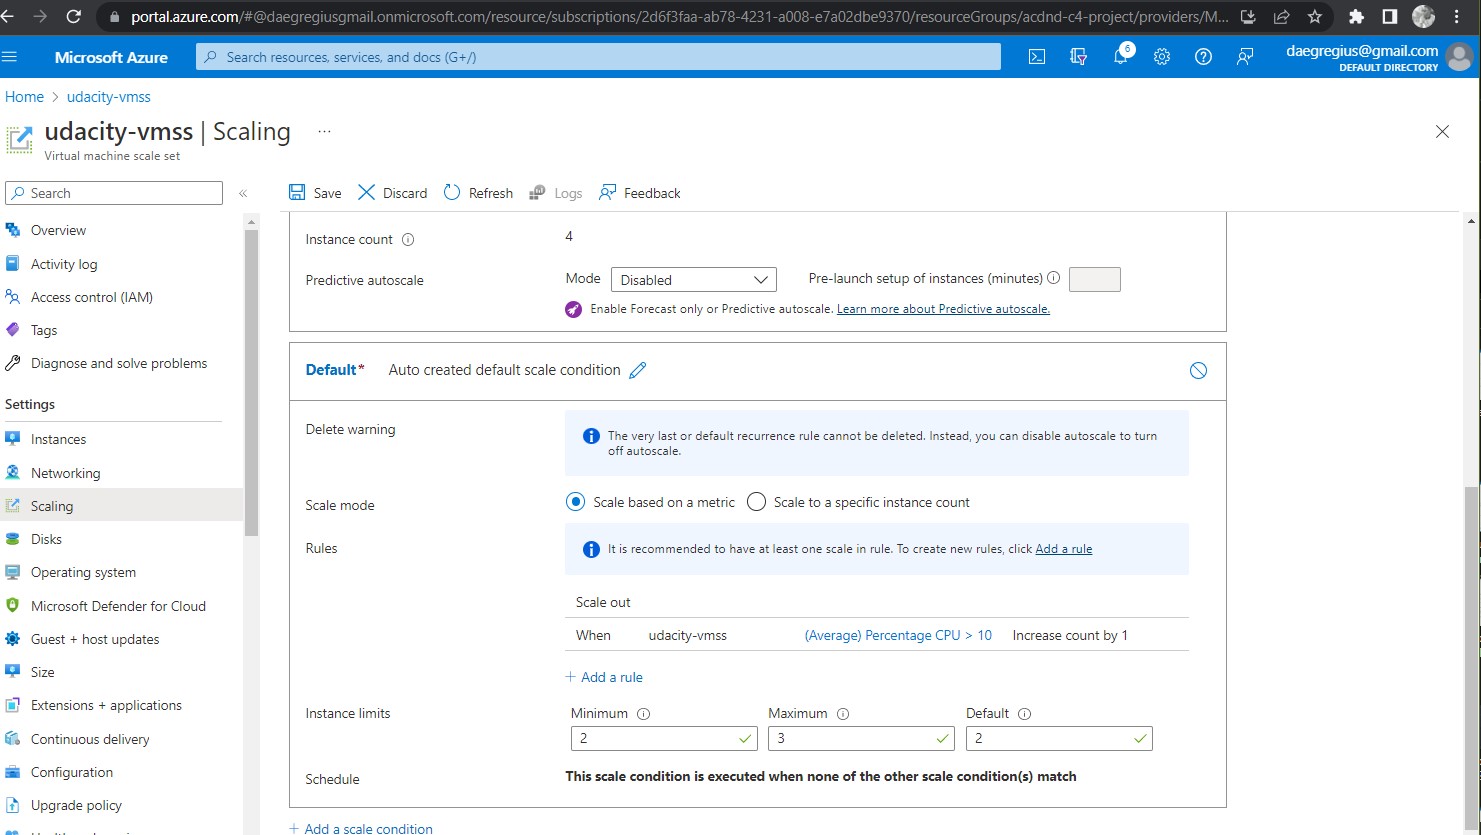 portal.azure.com/#@daegregiusgmail.onmicrosoft.com/resource/subscriptions/2d6f3faa-ab78-4231-a008-e7a02dbe9370/resourceGroups/acdnd-c4-project/providers/M...
Microsoft Azure
Search resources, services, and docs (G+/)
6
daegregius@gmail.com
DEFAULT DIRECTORY
Home > udacity-vmss
udacity-vmss | Scaling ...
Virtual machine scale set
Search
«
Overview
Activity log
Access control (IAM)
Tags
Diagnose and solve problems
Settings
Instances
Networking
Scaling
Disks
Operating system
Microsoft Defender for Cloud
Guest + host updates
Size
Extensions + applications
Continuous delivery
Configuration
Upgrade policy
Save Discard Refresh Logs Feedback
Instance count 4
Predictive autoscale Mode Disabled Pre-launch setup of instances (minutes)
Enable Forecast only or Predictive autoscale. Learn more about Predictive autoscale.
Default* Auto created default scale condition
Delete warning
The very last or default recurrence rule cannot be deleted. Instead, you can disable autoscale to turn
off autoscale.
Scale mode Scale based on a metric Scale to a specific instance count
Rules It is recommended to have at least one scale in rule. To create new rules, click Add a rule
Scale out
When udacity-vmss (Average) Percentage CPU > 10 Increase count by 1
+ Add a rule
Instance limits Minimum Maximum Default
2 3 2
Schedule This scale condition is executed when none of the other scale condition(s) match
+ Add a scale condition